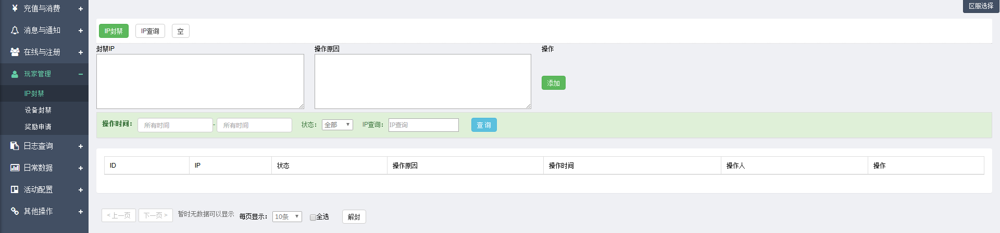 充值与消费
消息与通知
在线与注册
玩家管理
IP封禁
设备封禁
奖励申请
日志查询
日常数据
活动配置
其他操作
区服选择
IP封禁 IP查询 空
封禁IP 操作原因 操作
添加
操作时间： 所有时间 - 所有时间 状态： 全部 IP查询： IP查询 查 询
ID IP 状态 操作原因 操作时间 操作人 操作
< 上一页 下一页 > 暂时无数据可以显示 每页显示： 10条 全选 解封